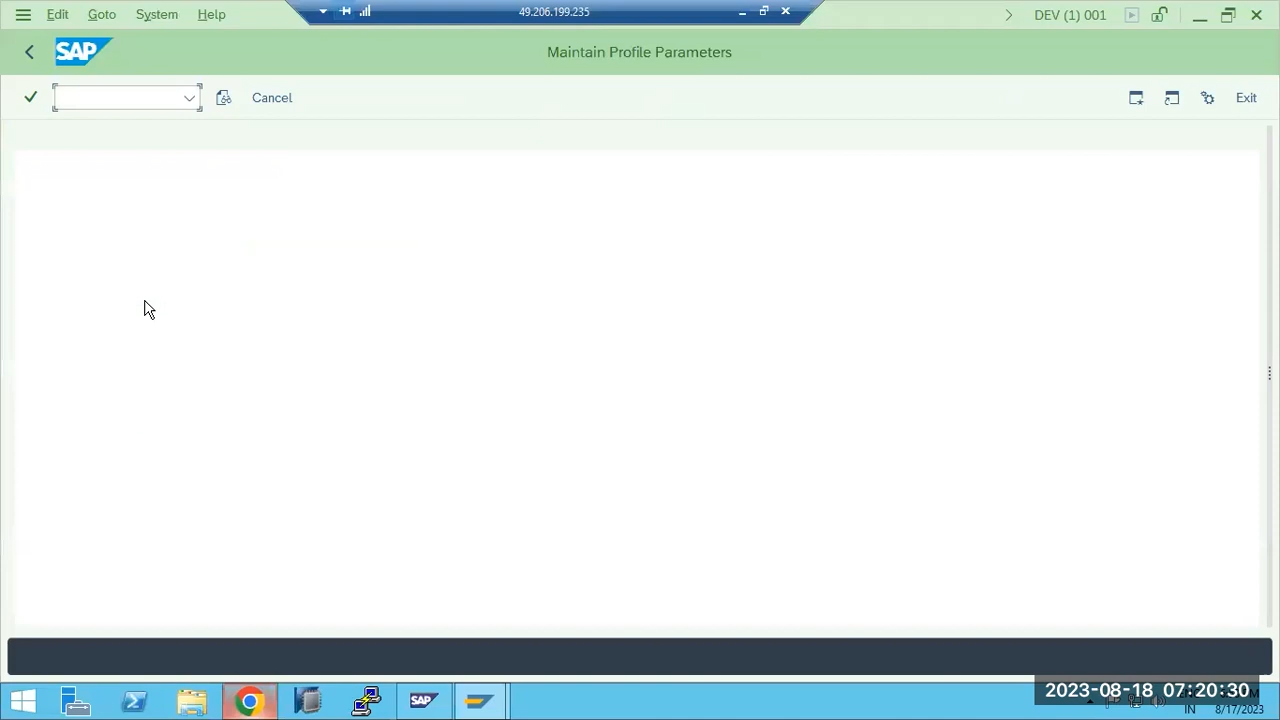 Edit Goto System Help
49.206.199.235
DEV (1) 001
SAP
Maintain Profile Parameters
Cancel
Exit
SAP
2023-08-18 07:20:30
IN
8/17/2023